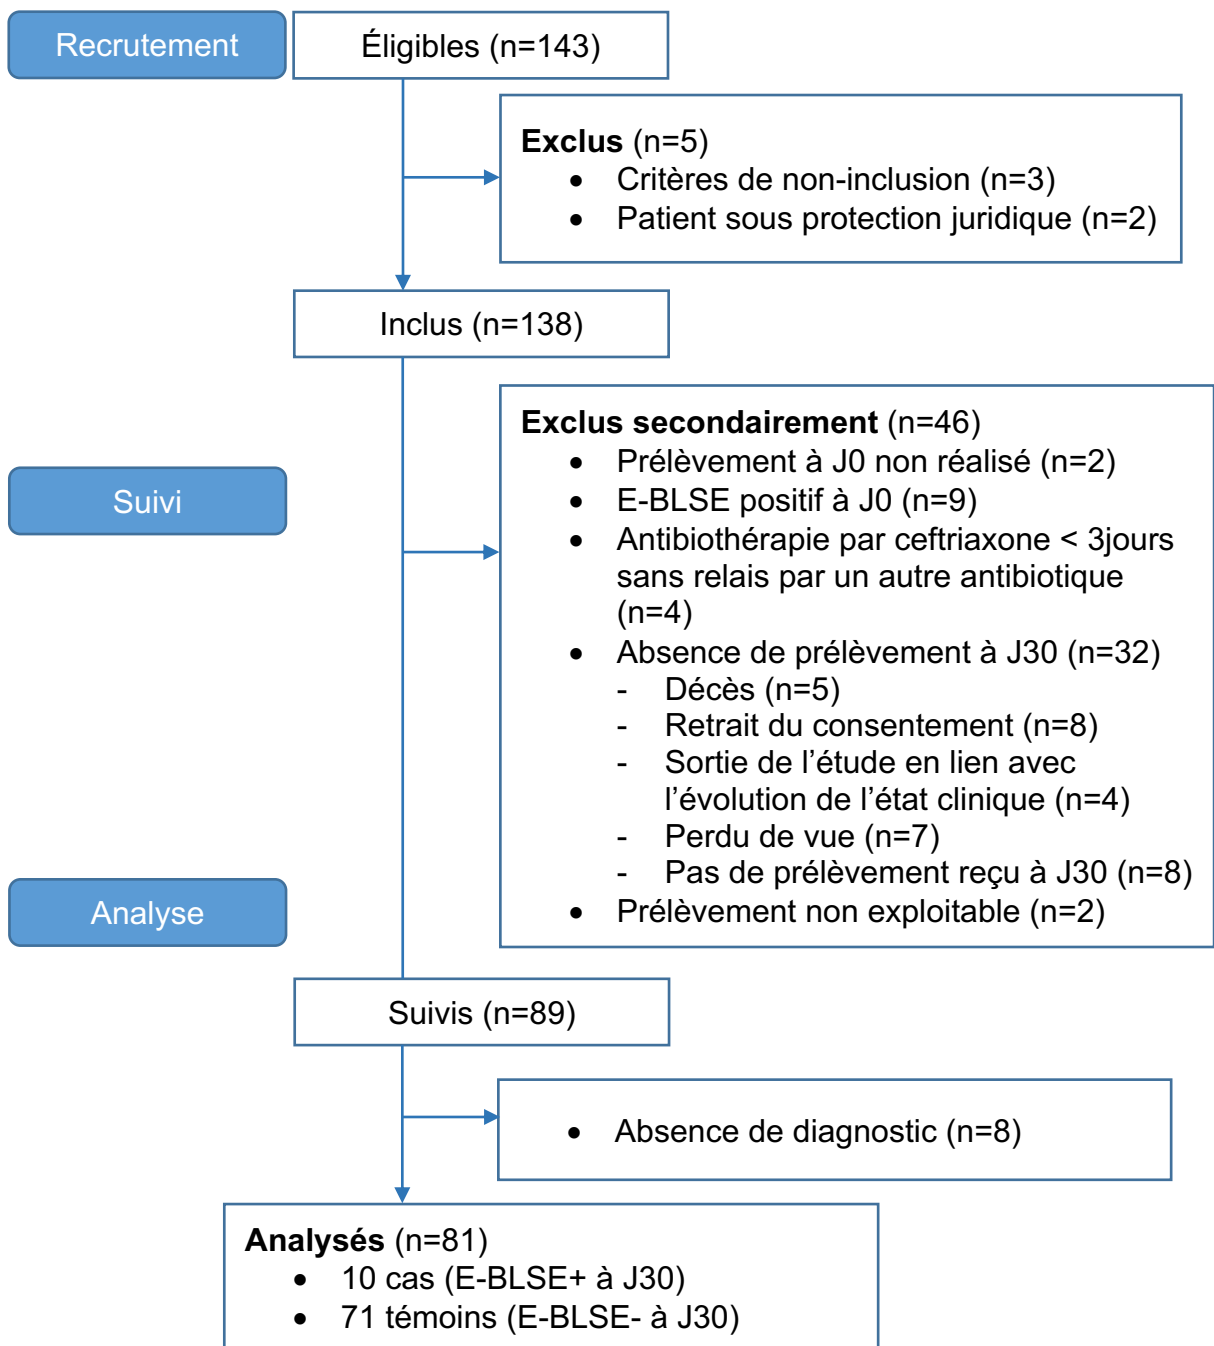 Recrutement
Éligibles (n=143)
Exclus (n=5)
• Critères de non-inclusion (n=3)
• Patient sous protection juridique (n=2)
Inclus (n=138)
Exclus secondairement (n=46)
• Prélèvement à J0 non réalisé (n=2)
• E-BLSE positif à J0 (n=9)
• Antibiothérapie par ceftriaxone < 3jours
sans relais par un autre antibiotique
(n=4)
• Absence de prélèvement à J30 (n=32)
- Décès (n=5)
- Retrait du consentement (n=8)
- Sortie de l’étude en lien avec
l’évolution de l’état clinique (n=4)
- Perdu de vue (n=7)
- Pas de prélèvement reçu à J30 (n=8)
• Prélèvement non exploitable (n=2)
Suivi
Analyse
Suivis (n=89)
• Absence de diagnostic (n=8)
Analysés (n=81)
• 10 cas (E-BLSE+ à J30)
• 71 témoins (E-BLSE- à J30)